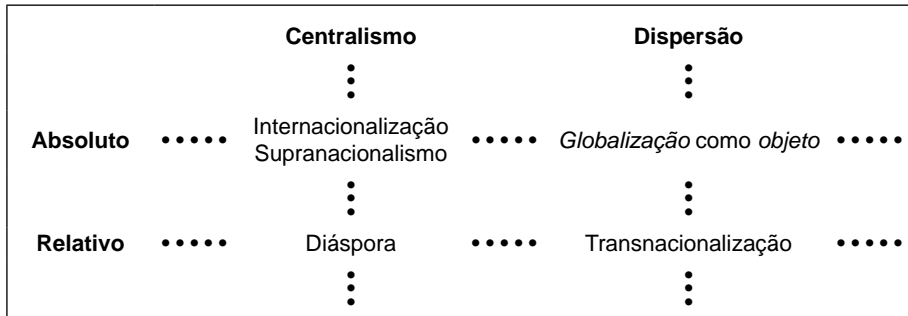 Centralismo Dispersão
Absoluto Internacionalização
Supranacionalismo Globalização como objeto
Relativo Diáspora Transnacionalização